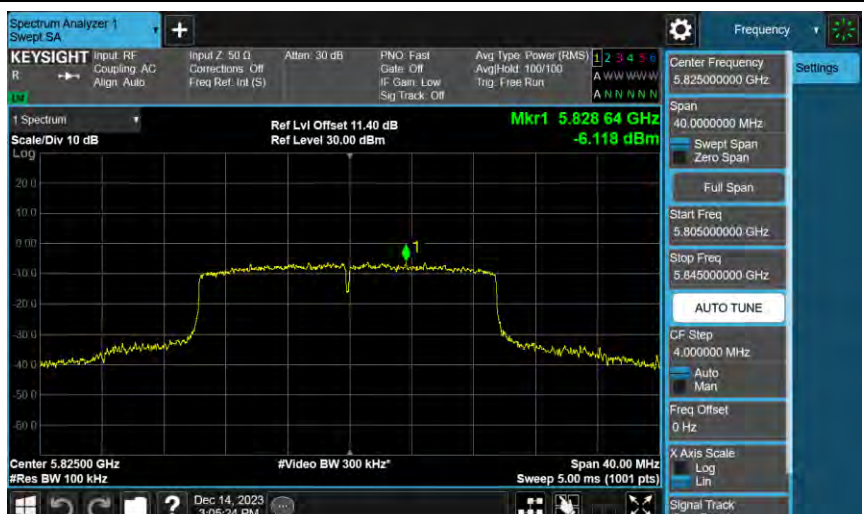 Spectrum Analyzer 1
Swept SA
+
Frequency
KEYSIGHT
R
Input: RF
Coupling: AC
Align: Auto
Input Z: 50 Ω
Corrections: Off
Freq Ref: Int (S)
Atten: 30 dB
PNO: Fast
Gate: Off
IF Gain: Low
Sig Track: Off
Avg Type: Power (RMS)
Avg|Hold: 100/100
Trig: Free Run
1 2 3 4 5 6
A W W W W W
A N N N N N
1 Spectrum
Scale/Div 10 dB
Log
Ref Lvl Offset 11.40 dB
Ref Level 30.00 dBm
Mkr1 5.828 64 GHz
-6.118 dBm
20.0
10.0
0.00
-10.0
-30.0
-40.0
-60.0
1
Center 5.82500 GHz
#Res BW 100 kHz
#Video BW 300 kHz*
Span 40.00 MHz
Sweep 5.00 ms (1001 pts)
?
Dec 14, 2023
3:05:24 PM
Center Frequency
5.825000000 GHz
Settings
Span
40.0000000 MHz
Swept Span
Zero Span
Full Span
Start Freq
5.805000000 GHz
Stop Freq
5.845000000 GHz
AUTO TUNE
CF Step
4.000000 MHz
Auto
Man
Freq Offset
0 Hz
X Axis Scale
Log
Lin
Signal Track